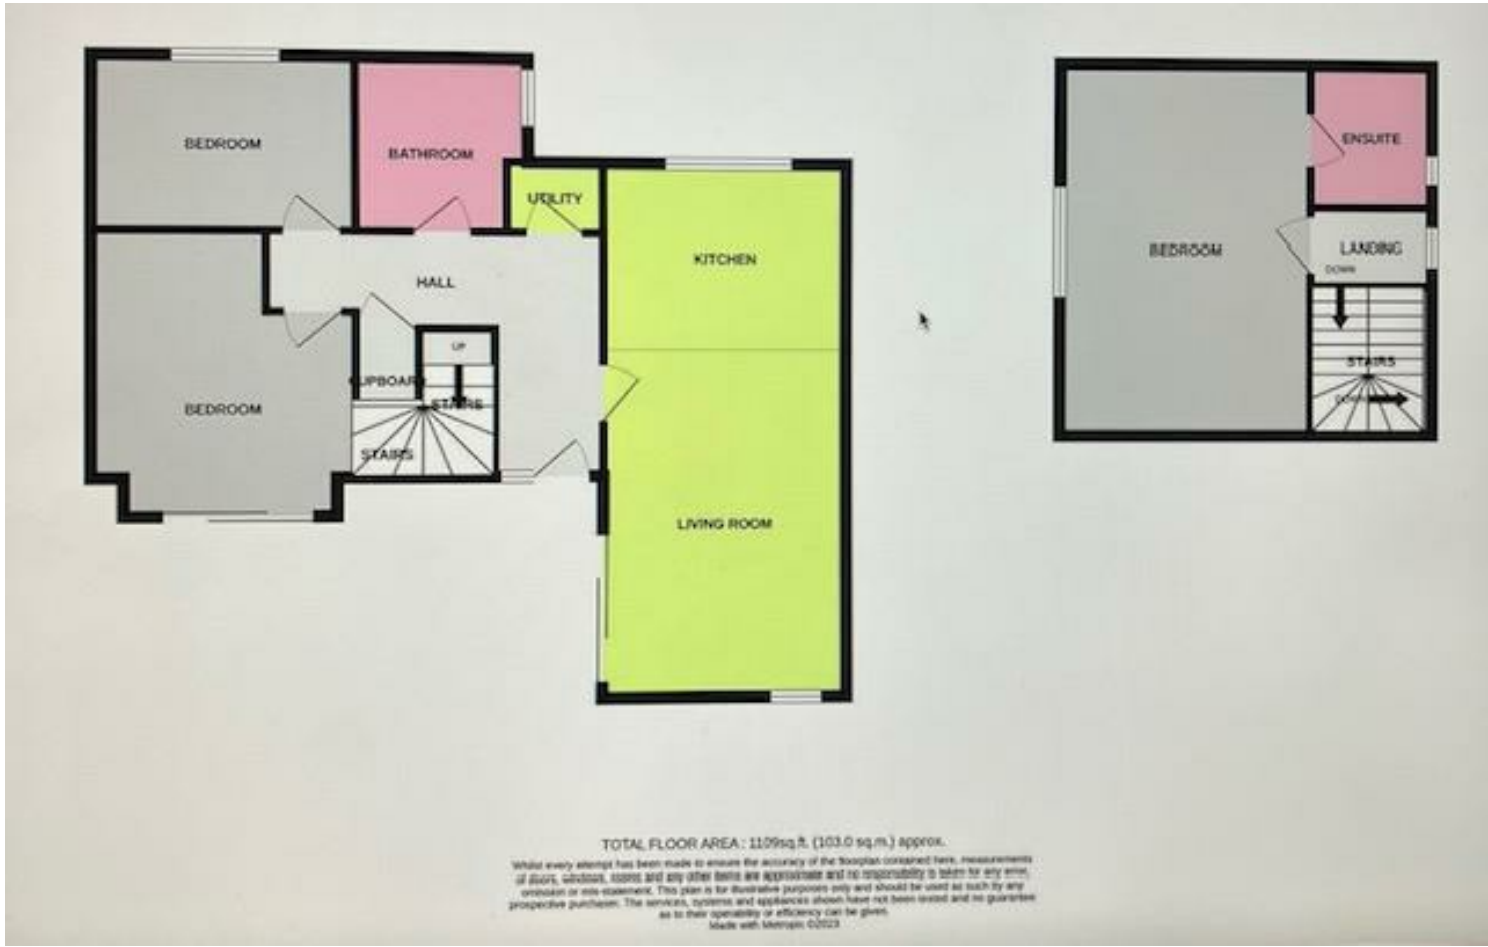 BEDROOM
BATHROOM
UTILITY
KITCHEN
HALL
UP
CUPBOARD
STAIRS
BEDROOM
STAIRS
LIVING ROOM
ENSUITE
BEDROOM
LANDING
DOWN
STAIRS
DOWN
TOTAL FLOOR AREA : 1109sq.ft. (103.0 sq.m.) approx.
Whilst every attempt has been made to ensure the accuracy of the floorplan contained here, measurements
of doors, windows, rooms and any other items are approximate and no responsibility is taken for any error,
omission or mis-statement. This plan is for illustrative purposes only and should be used as such by any
prospective purchaser. The services, systems and appliances shown have not been tested and no guarantee
as to their operability or efficiency can be given.
Made with Metropix ©2023